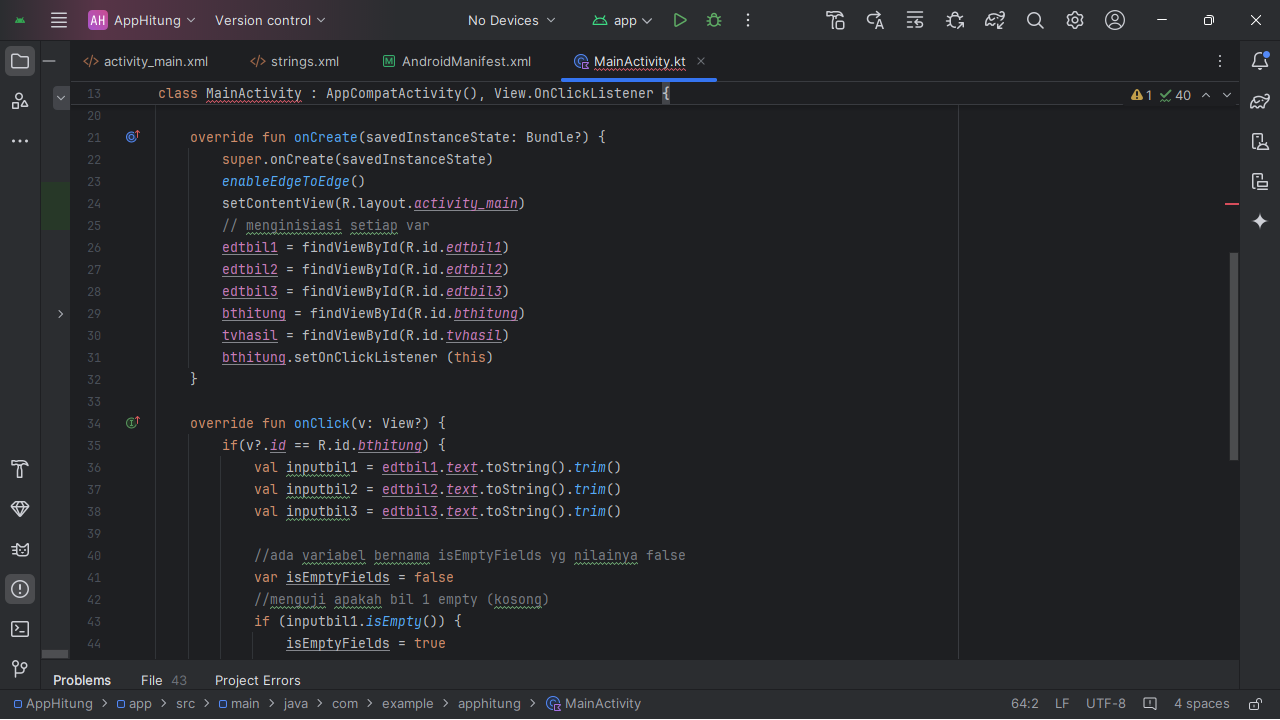 AH AppHitung Version control No Devices app
activity_main.xml strings.xml AndroidManifest.xml MainActivity.kt
13 class MainActivity : AppCompatActivity(), View.OnClickListener { 1 40
20
21 override fun onCreate(savedInstanceState: Bundle?) {
22 super.onCreate(savedInstanceState)
23 enableEdgeToEdge()
24 setContentView(R.layout.activity_main)
25 // menginisiasi setiap var
26 edtbil1 = findViewById(R.id.edtbil1)
27 edtbil2 = findViewById(R.id.edtbil2)
28 edtbil3 = findViewById(R.id.edtbil3)
29 bthitung = findViewById(R.id.bthitung)
30 tvhasil = findViewById(R.id.tvhasil)
31 bthitung.setOnClickListener (this)
32 }
33
34 override fun onClick(v: View?) {
35 if(v?.id == R.id.bthitung) {
36 val inputbil1 = edtbil1.text.toString().trim()
37 val inputbil2 = edtbil2.text.toString().trim()
38 val inputbil3 = edtbil3.text.toString().trim()
39
40 //ada variabel bernama isEmptyFields yg nilainya false
41 var isEmptyFields = false
42 //menguji apakah bil 1 empty (kosong)
43 if (inputbil1.isEmpty()) {
44 isEmptyFields = true
Problems File 43 Project Errors
AppHitung > app > src > main > java > com > example > apphitung > MainActivity 64:2 LF UTF-8 4 spaces